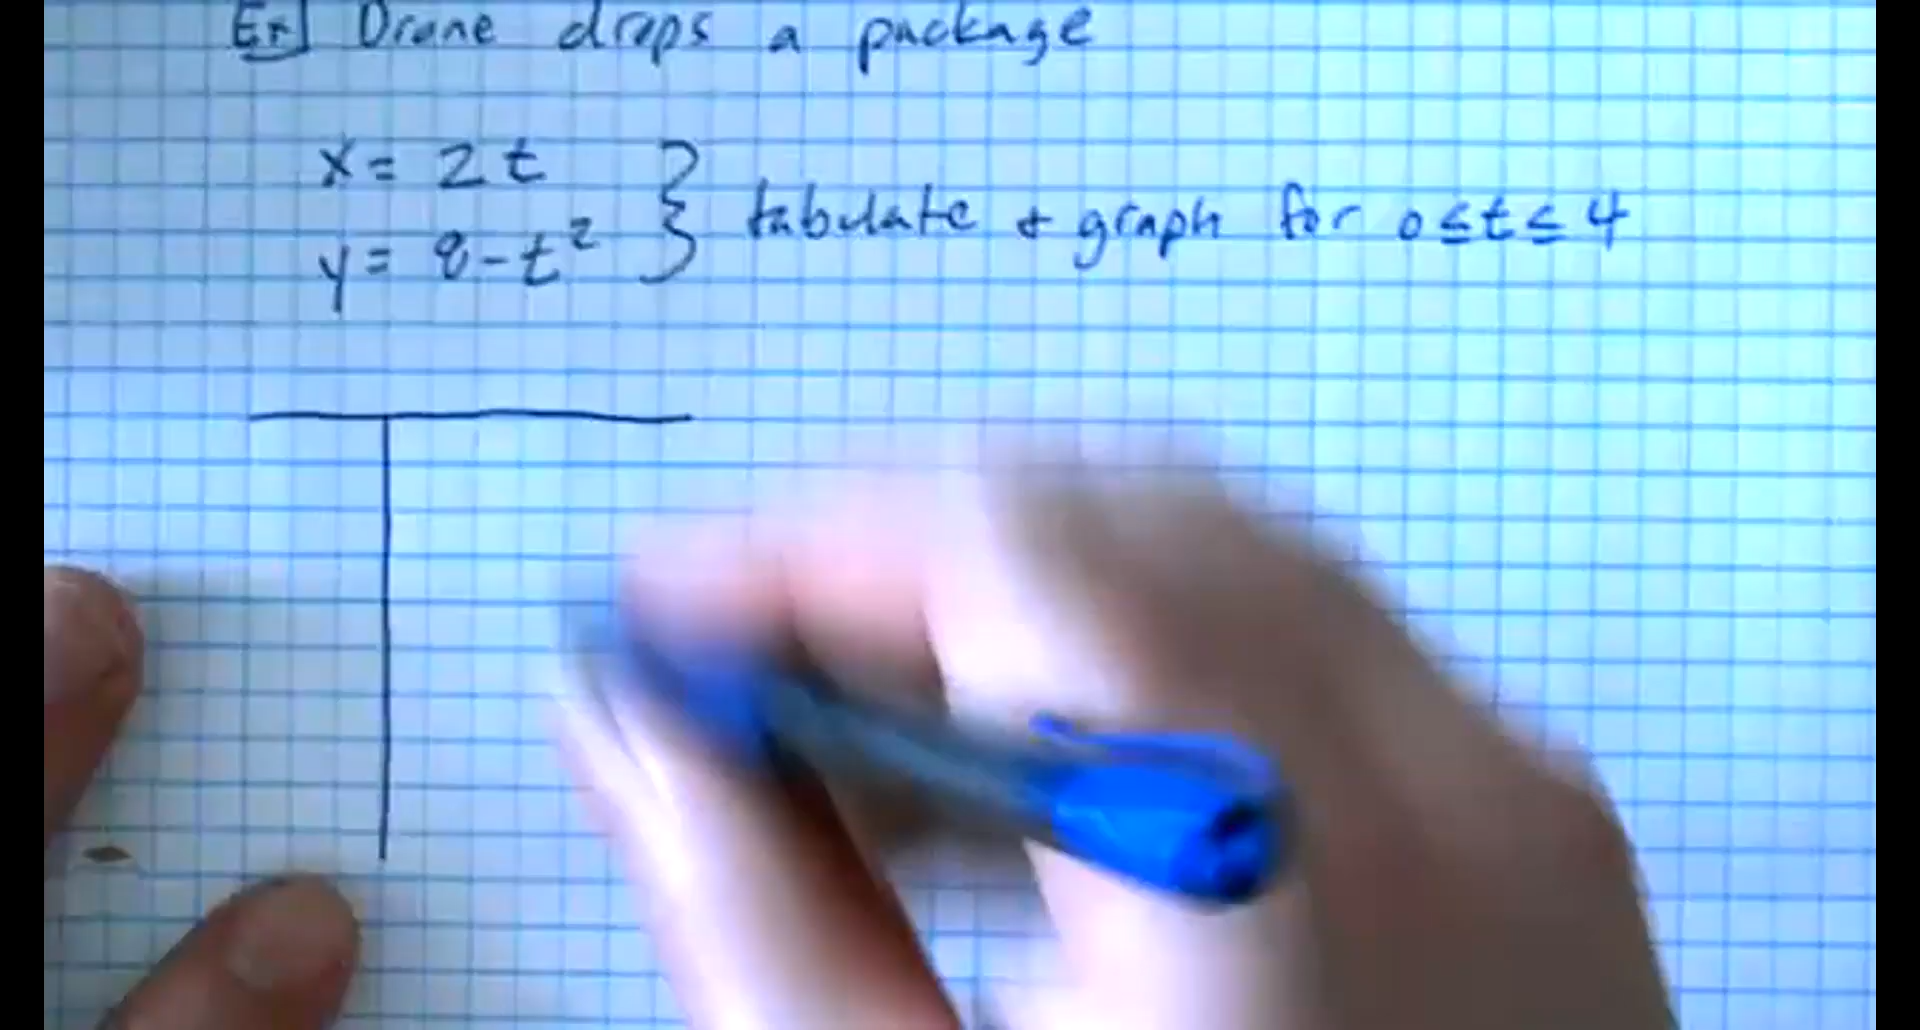 Ex] Drone drops a package
x = 2t
y = 8 - t² } tabulate + graph for 0 ≤ t ≤ 4